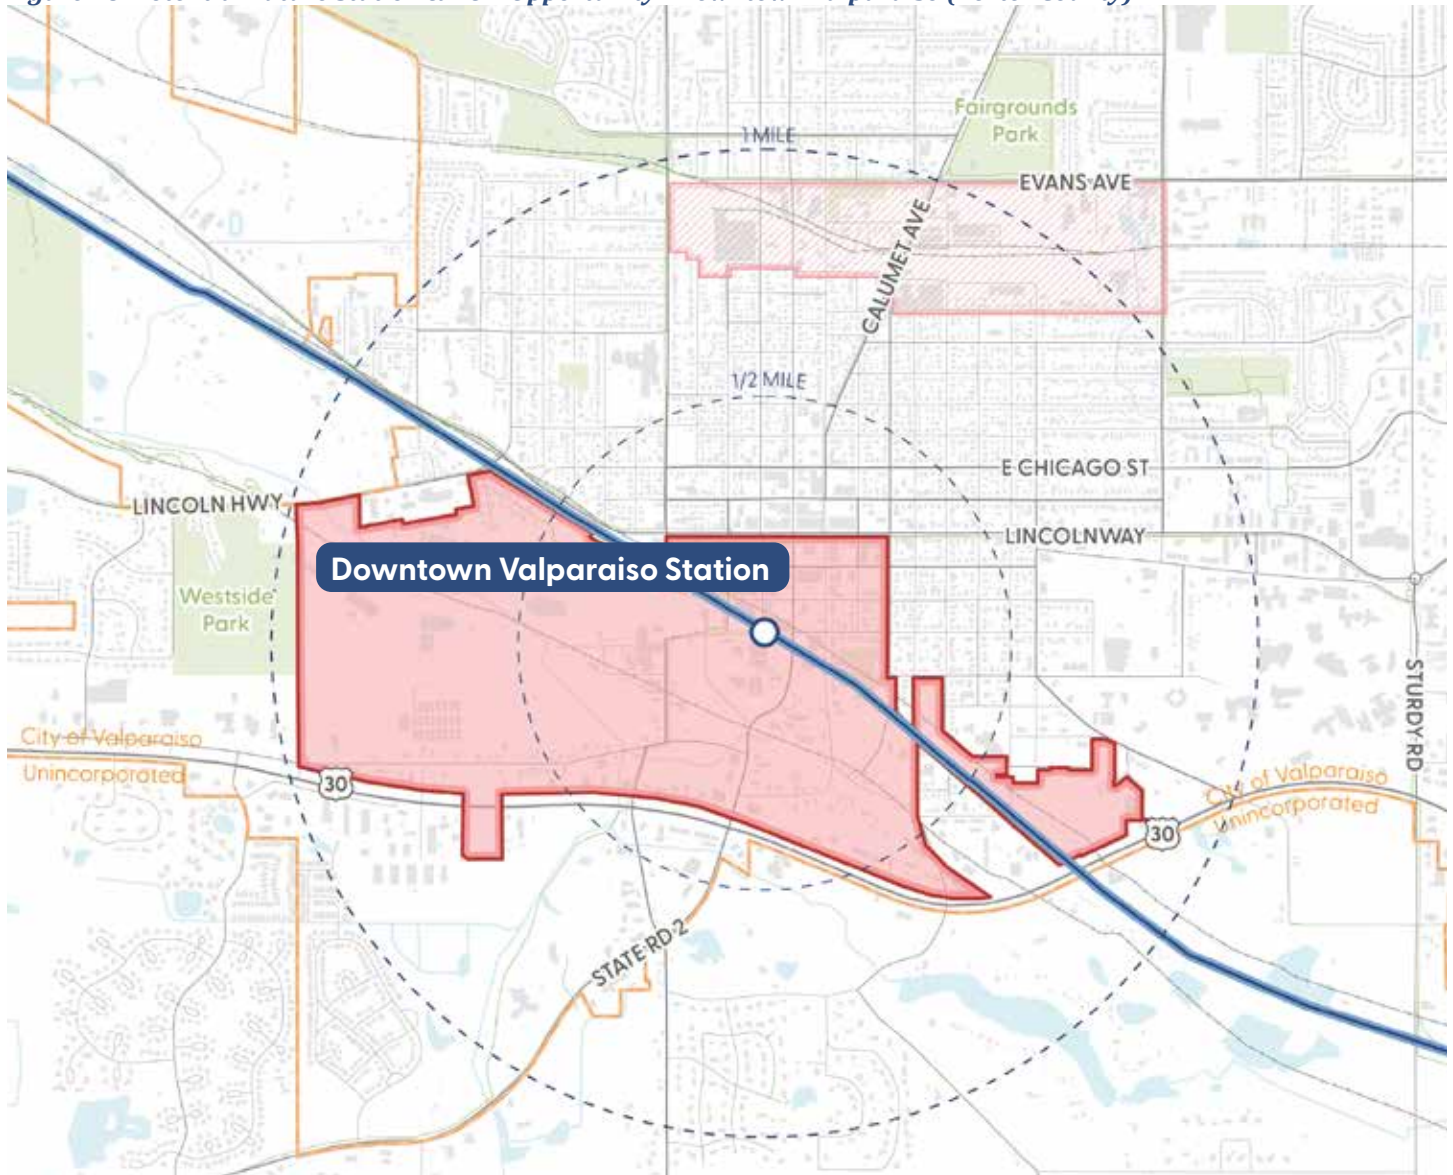 Fairgrounds
Park
1 MILE
EVANS AVE
CALUMET AVE
1/2 MILE
E CHICAGO ST
LINCOLN HWY
LINCOLNWAY
Downtown Valparaiso Station
Westside
Park
STURDY RD
City of Valparaiso
Unincorporated
30
City of Valparaiso
Unincorporated
30
STATE RD 2